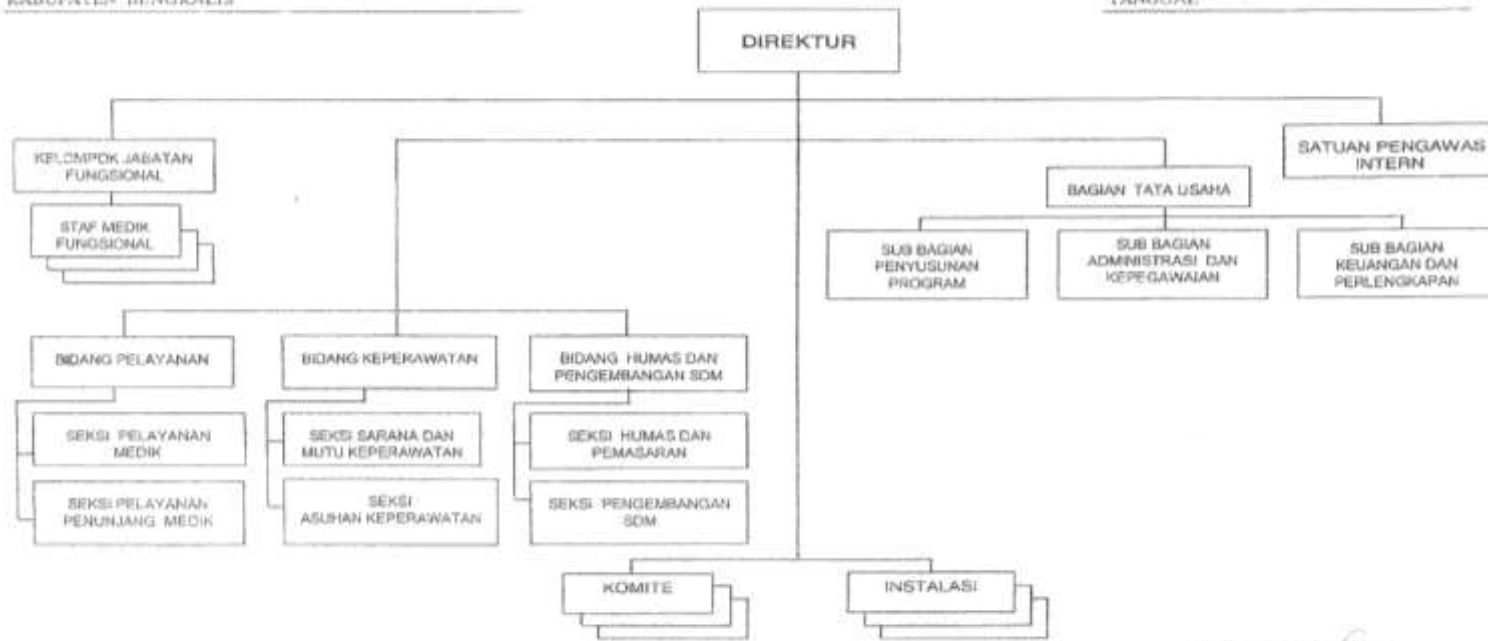 KABUPATEN BENGKALIS
TANGGAL
DIREKTUR
KELOMPOK JABATAN
FUNGSIONAL
SATUAN PENGAWAS
INTERN
BAGIAN TATA USAHA
STAF MEDIK
FUNGSIONAL
SUB BAGIAN
PENYUSUNAN
PROGRAM
SUB BAGIAN
ADMINISTRASI DAN
KEPEGAWAIAN
SUB BAGIAN
KEUANGAN DAN
PERLENGKAPAN
BIDANG PELAYANAN
BIDANG KEPERAWATAN
BIDANG HUMAS DAN
PENGEMBANGAN SDM
SEKSI PELAYANAN
MEDIK
SEKSI SARANA DAN
MUTU KEPERAWATAN
SEKSI HUMAS DAN
PEMASARAN
SEKSI PELAYANAN
PENUNJANG MEDIK
SEKSI
ASUHAN KEPERAWATAN
SEKSI PENGEMBANGAN
SDM
KOMITE
INSTALASI